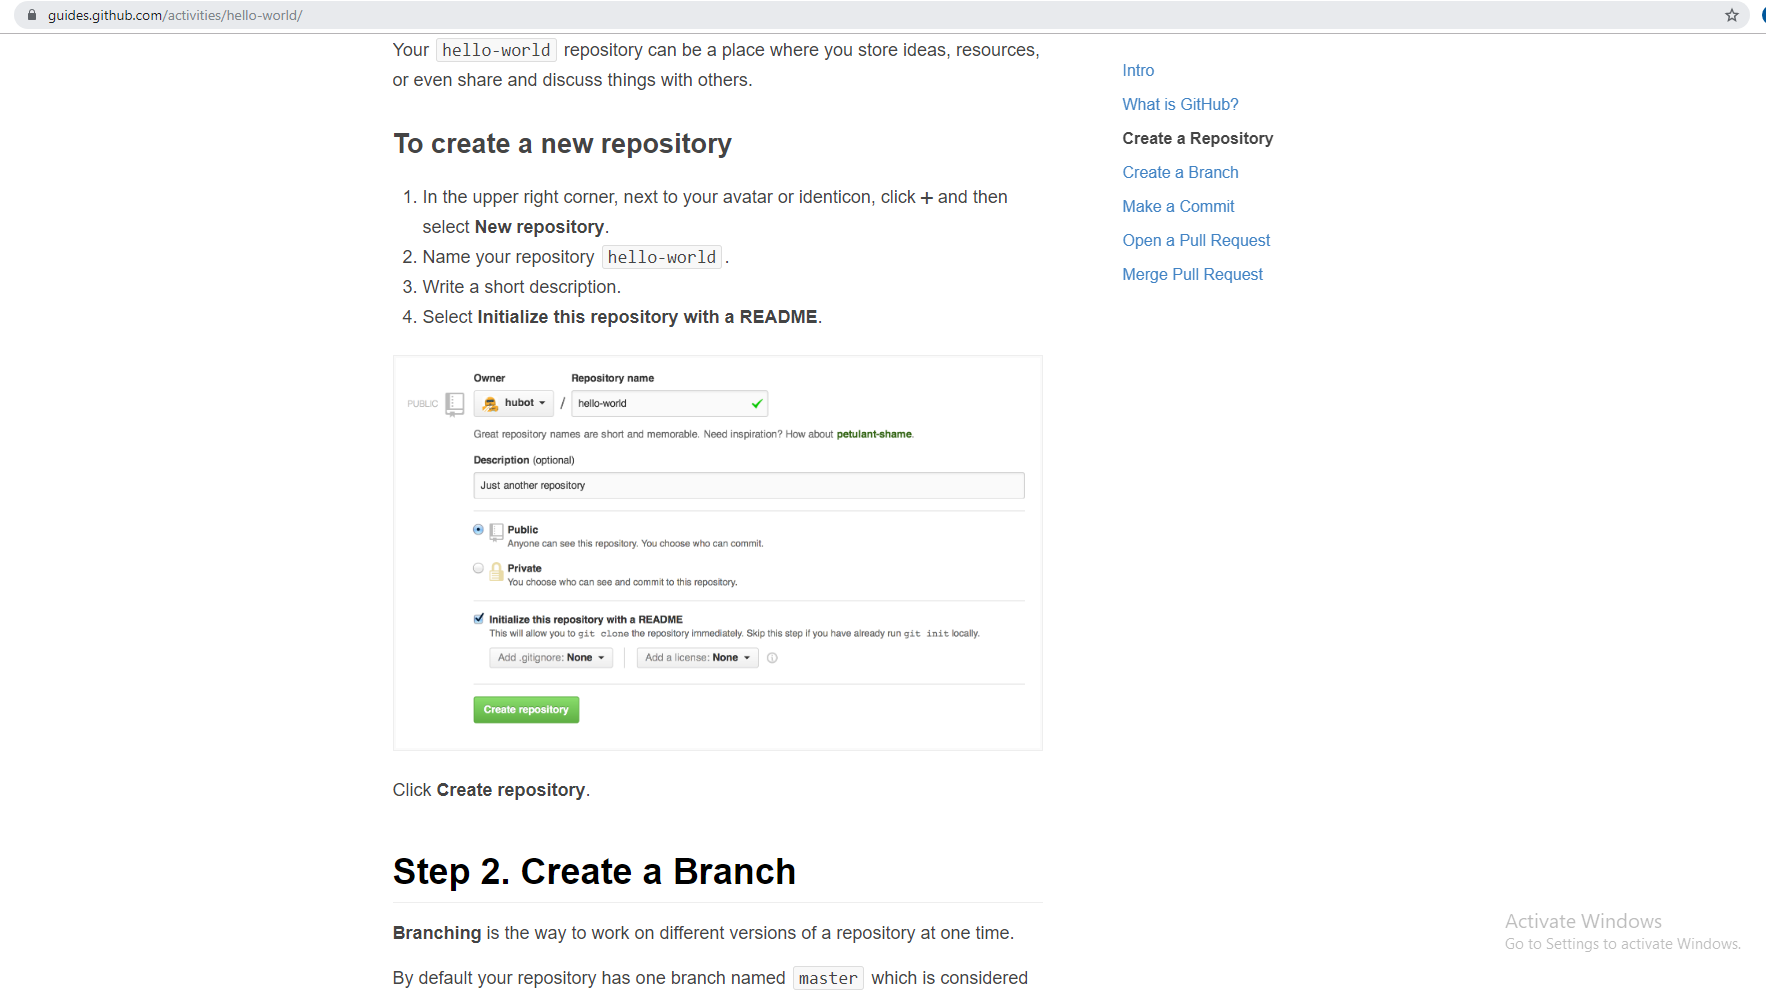 guides.github.com/activities/hello-world/
Your hello-world repository can be a place where you store ideas, resources,
or even share and discuss things with others.
To create a new repository
1. In the upper right corner, next to your avatar or identicon, click + and then
select New repository.
2. Name your repository hello-world .
3. Write a short description.
4. Select Initialize this repository with a README.
Owner Repository name
PUBLIC hubot / hello-world
Great repository names are short and memorable. Need inspiration? How about petulant-shame.
Description (optional)
Just another repository
Public
Anyone can see this repository. You choose who can commit.
Private
You choose who can see and commit to this repository.
Initialize this repository with a README
This will allow you to git clone the repository immediately. Skip this step if you have already run git init locally.
Add .gitignore: None Add a license: None
Create repository
Click Create repository.
Step 2. Create a Branch
Branching is the way to work on different versions of a repository at one time.
By default your repository has one branch named master which is considered
Intro
What is GitHub?
Create a Repository
Create a Branch
Make a Commit
Open a Pull Request
Merge Pull Request
Activate Windows
Go to Settings to activate Windows.